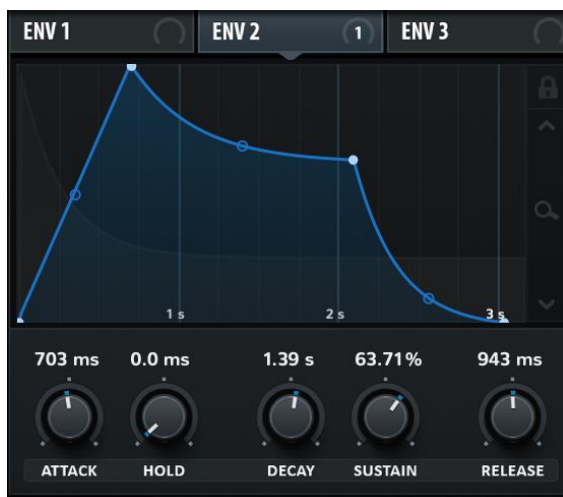 ENV 1 ENV 2 1 ENV 3
1 s 2 s 3 s
703 ms 0.0 ms 1.39 s 63.71% 943 ms
ATTACK HOLD DECAY SUSTAIN RELEASE